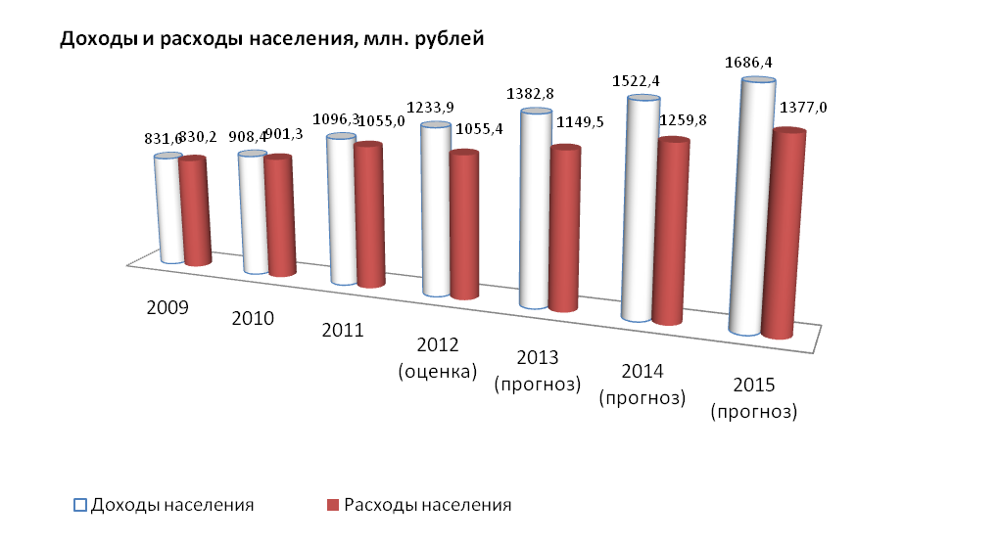 Доходы и расходы населения, млн. рублей
831,6 830,2 908,4 901,3 1096,3 1055,0 1233,9 1055,4 1382,8 1149,5 1522,4 1259,8 1686,4 1377,0
2009 2010 2011 2012 2013 2014 2015
(оценка) (прогноз) (прогноз) (прогноз)
Доходы населения Расходы населения